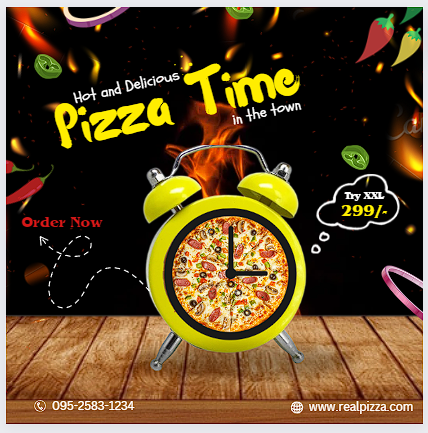 Hot and Delicious
Pizza Time
in the town
Try XXL
299/-
Order Now
095-2583-1234
www.realpizza.com